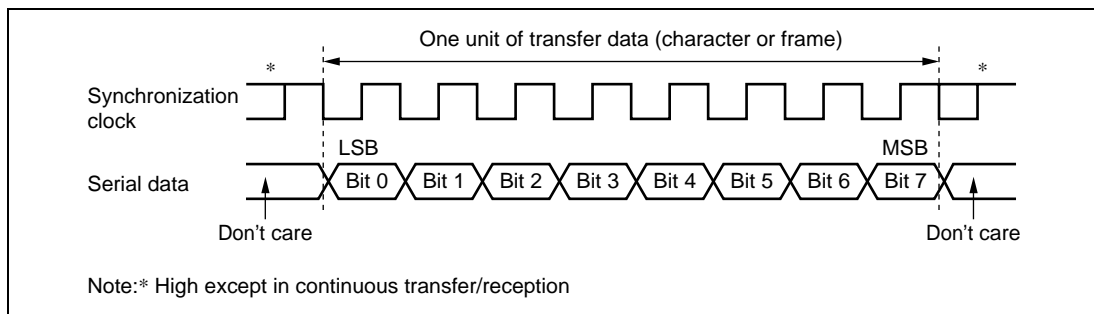 One unit of transfer data (character or frame)
* *
Synchronization
clock
LSB MSB
Serial data Bit 0 Bit 1 Bit 2 Bit 3 Bit 4 Bit 5 Bit 6 Bit 7
Don't care Don't care
Note:* High except in continuous transfer/reception